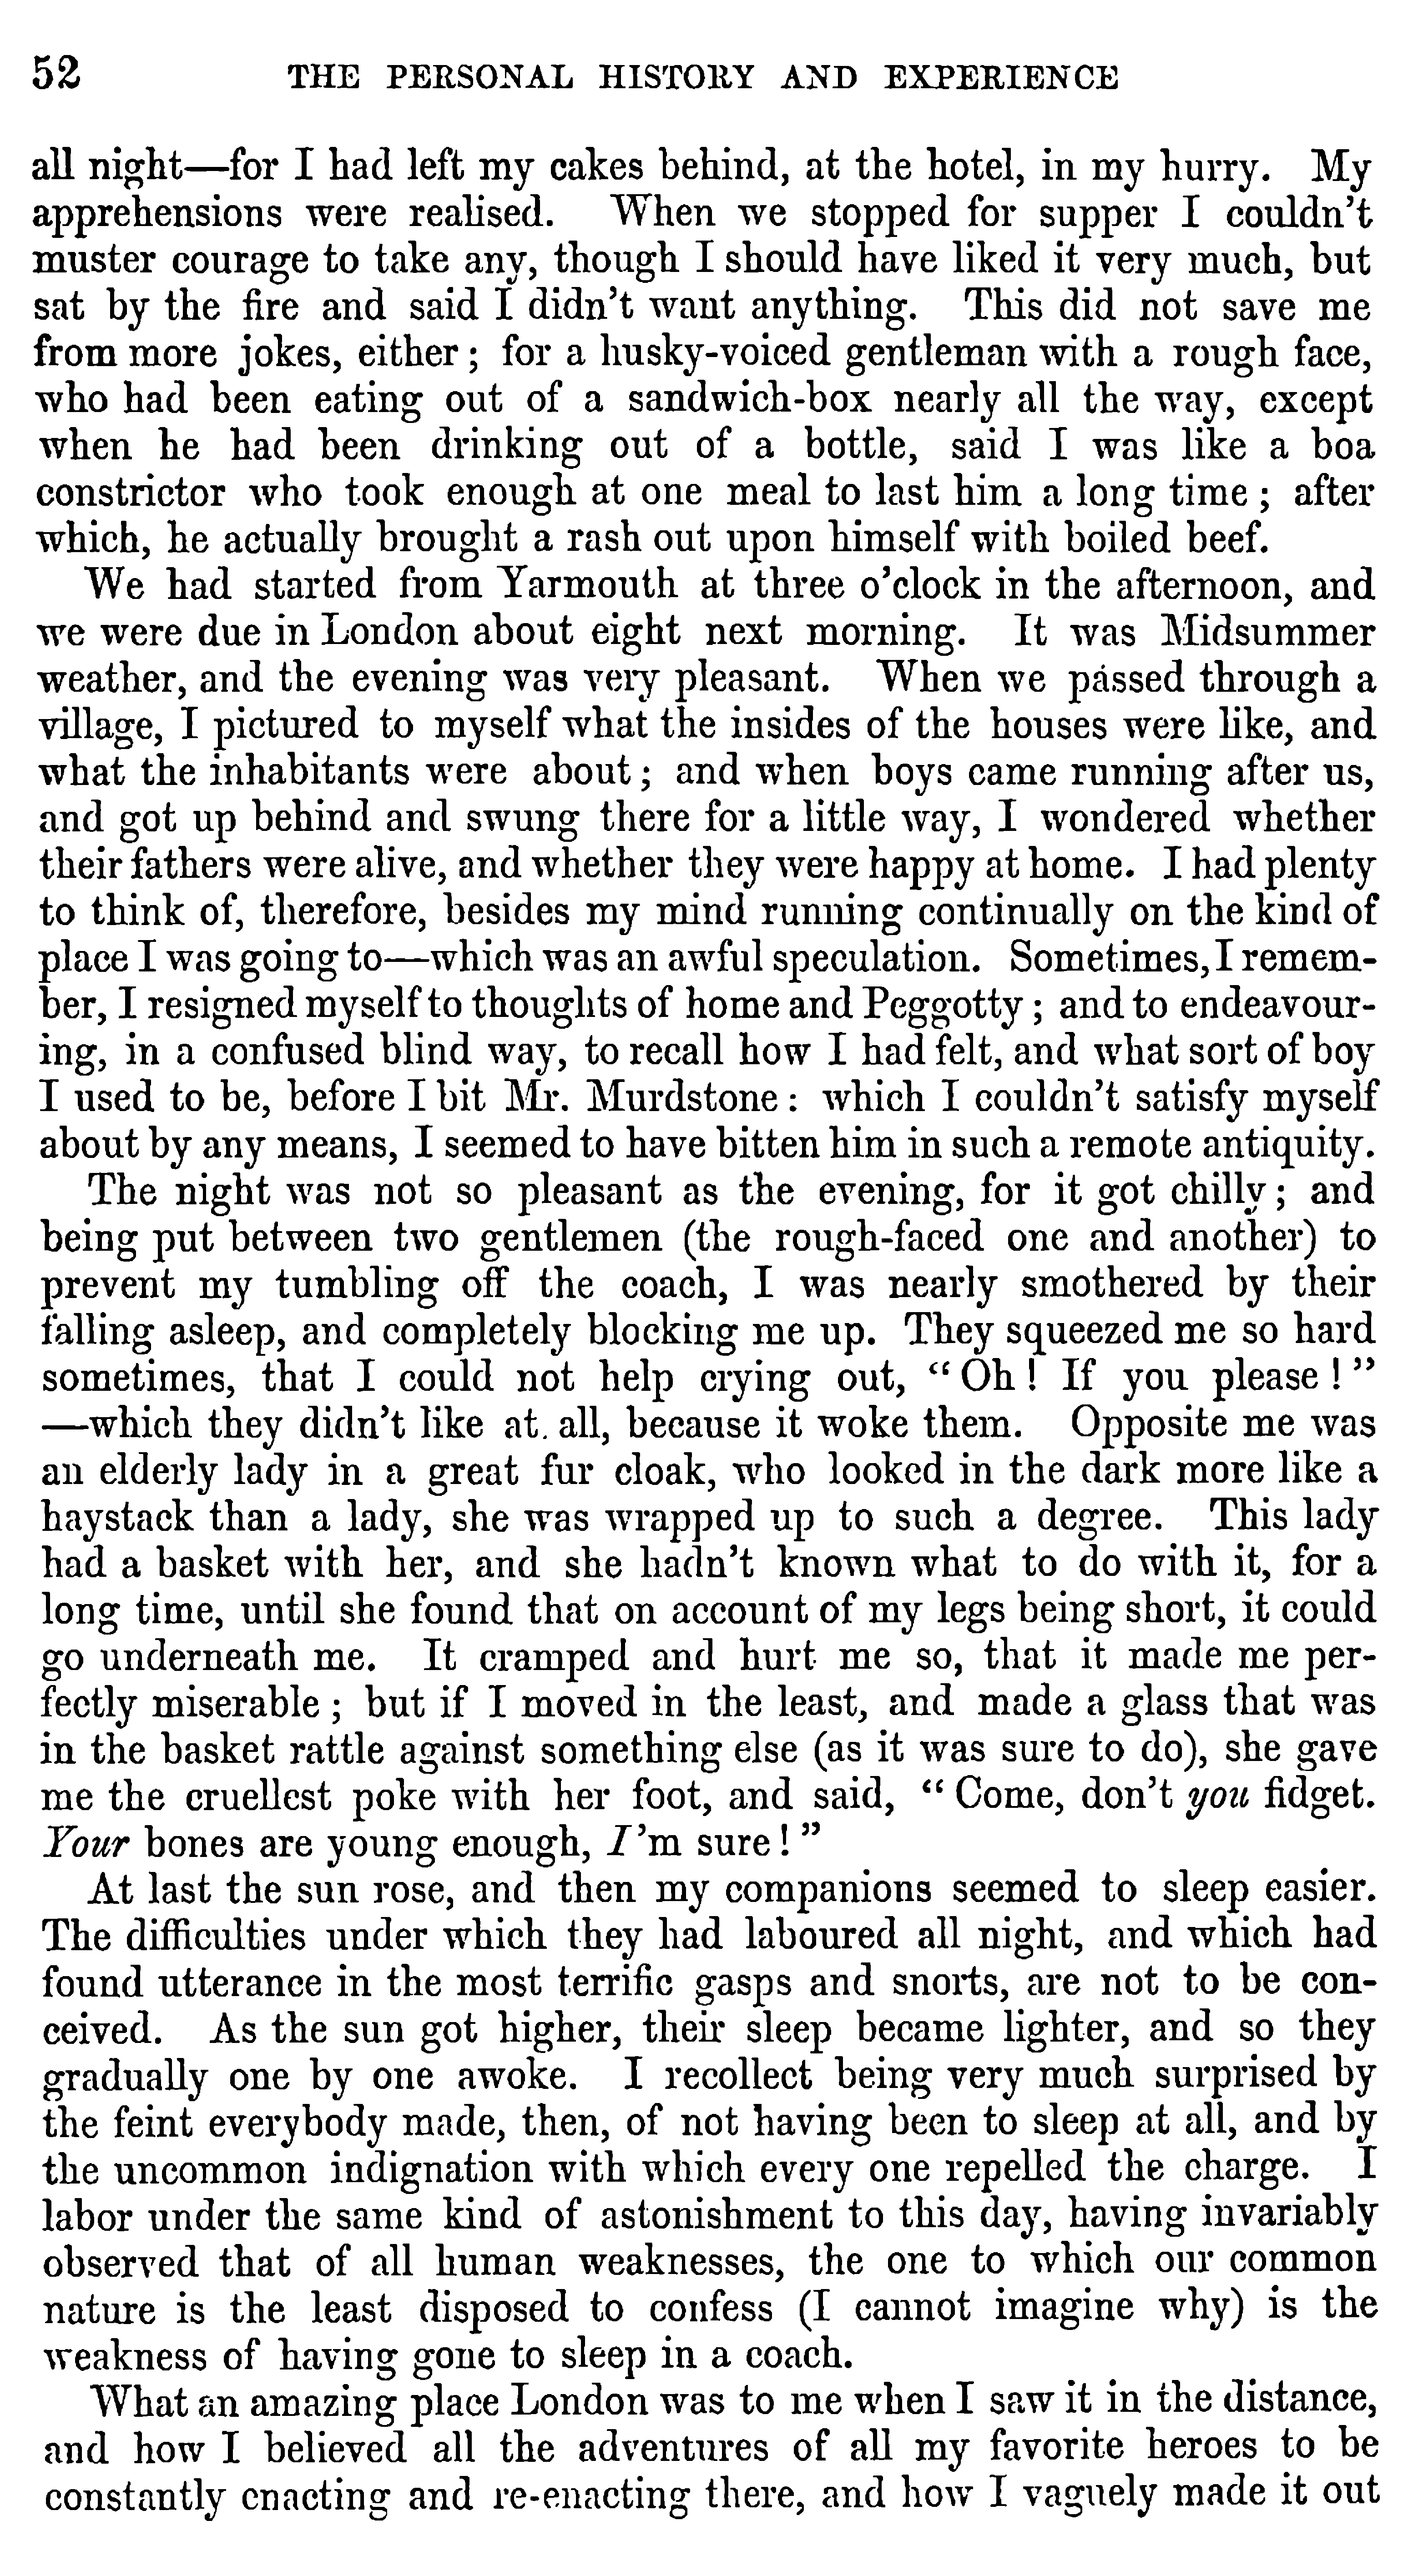 52 THE PERSONAL HISTORY AND EXPERIENCE
all night—for I had left my cakes behind, at the hotel, in my hurry. My
apprehensions were realised. When we stopped for supper I couldn't
muster courage to take any, though I should have liked it very much, but
sat by the fire and said I didn't want anything. This did not save me
from more jokes, either; for a husky-voiced gentleman with a rough face,
who had been eating out of a sandwich-box nearly all the way, except
when he had been drinking out of a bottle, said I was like a boa
constrictor who took enough at one meal to last him a long time; after
which, he actually brought a rash out upon himself with boiled beef.
We had started from Yarmouth at three o'clock in the afternoon, and
we were due in London about eight next morning. It was Midsummer
weather, and the evening was very pleasant. When we passed through a
village, I pictured to myself what the insides of the houses were like, and
what the inhabitants were about; and when boys came running after us,
and got up behind and swung there for a little way, I wondered whether
their fathers were alive, and whether they were happy at home. I had plenty
to think of, therefore, besides my mind running continually on the kind of
place I was going to—which was an awful speculation. Sometimes, I remem-
ber, I resigned myself to thoughts of home and Peggotty; and to endeavour-
ing, in a confused blind way, to recall how I had felt, and what sort of boy
I used to be, before I bit Mr. Murdstone: which I couldn't satisfy myself
about by any means, I seemed to have bitten him in such a remote antiquity.
The night was not so pleasant as the evening, for it got chilly; and
being put between two gentlemen (the rough-faced one and another) to
prevent my tumbling off the coach, I was nearly smothered by their
falling asleep, and completely blocking me up. They squeezed me so hard
sometimes, that I could not help crying out, "Oh! If you please!"
—which they didn't like at all, because it woke them. Opposite me was
an elderly lady in a great fur cloak, who looked in the dark more like a
haystack than a lady, she was wrapped up to such a degree. This lady
had a basket with her, and she hadn't known what to do with it, for a
long time, until she found that on account of my legs being short, it could
go underneath me. It cramped and hurt me so, that it made me per-
fectly miserable; but if I moved in the least, and made a glass that was
in the basket rattle against something else (as it was sure to do), she gave
me the cruellest poke with her foot, and said, "Come, don't you fidget.
Your bones are young enough, I'm sure!"
At last the sun rose, and then my companions seemed to sleep easier.
The difficulties under which they had laboured all night, and which had
found utterance in the most terrific gasps and snorts, are not to be con-
ceived. As the sun got higher, their sleep became lighter, and so they
gradually one by one awoke. I recollect being very much surprised by
the feint everybody made, then, of not having been to sleep at all, and by
the uncommon indignation with which every one repelled the charge. I
labor under the same kind of astonishment to this day, having invariably
observed that of all human weaknesses, the one to which our common
nature is the least disposed to confess (I cannot imagine why) is the
weakness of having gone to sleep in a coach.
What an amazing place London was to me when I saw it in the distance,
and how I believed all the adventures of all my favorite heroes to be
constantly enacting and re-enacting there, and how I vaguely made it out